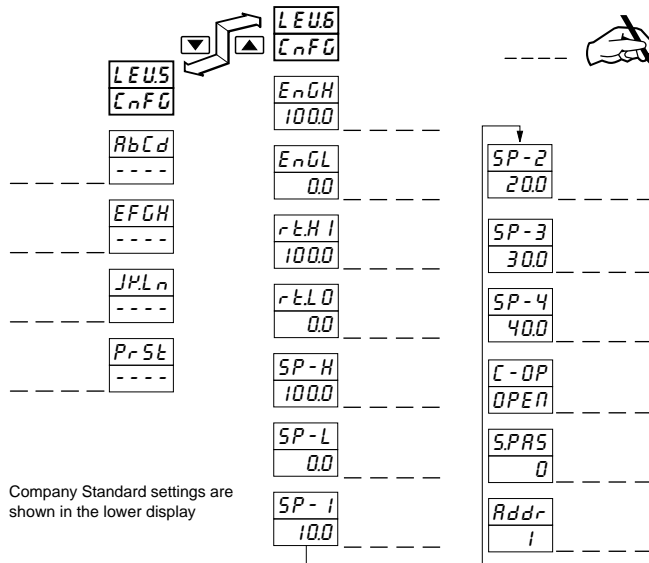 LEV.5
CnFG
AbCd
- - - -
EFGH
- - - -
JK.Ln
- - - -
PrSt
- - - -
Company Standard settings are
shown in the lower display
LEV.6
CnFG
EnGH
100.0
EnGL
0.0
rt.HI
100.0
rt.LO
0.0
SP-H
100.0
SP-L
0.0
SP-1
10.0
SP-2
20.0
SP-3
30.0
SP-4
40.0
C-OP
OPEn
S.PAS
0
Addr
1